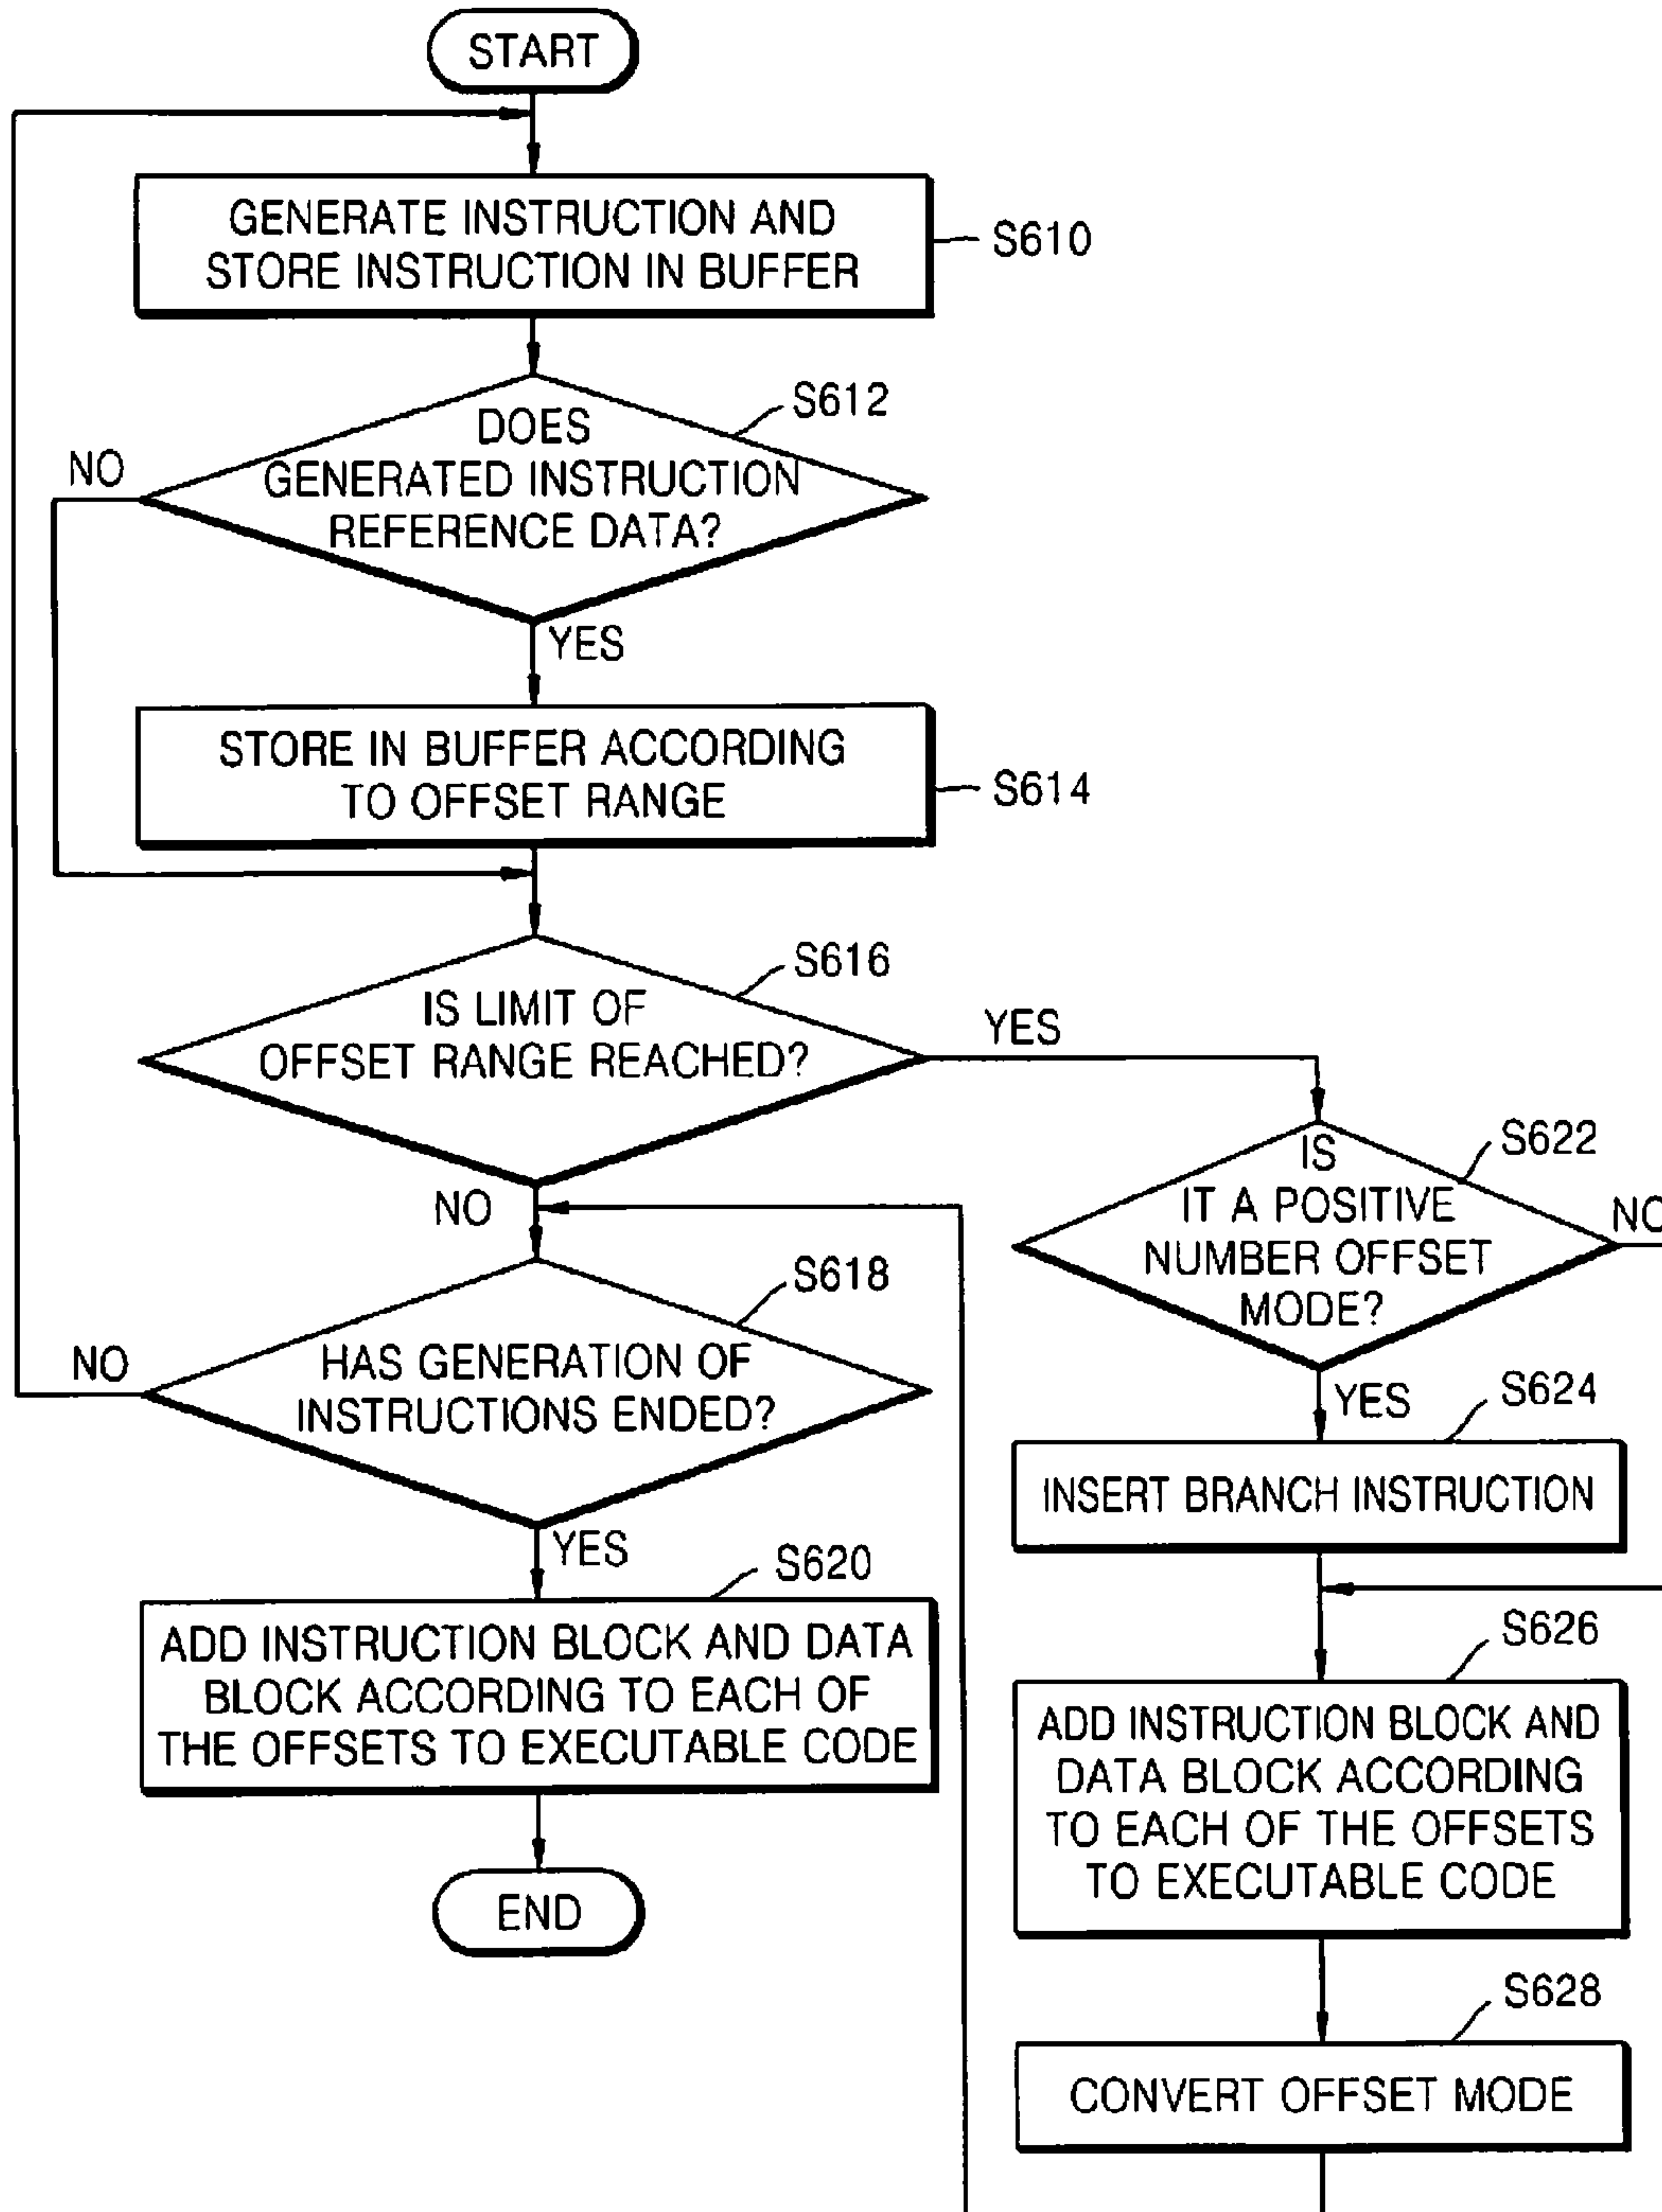 START
GENERATE INSTRUCTION AND
STORE INSTRUCTION IN BUFFER
S610
S612
DOES
GENERATED INSTRUCTION
REFERENCE DATA?
NO
YES
STORE IN BUFFER ACCORDING
TO OFFSET RANGE
S614
S616
IS LIMIT OF
OFFSET RANGE REACHED?
YES
NO
S622
IS
IT A POSITIVE
NUMBER OFFSET
MODE?
NO
YES
S618
HAS GENERATION OF
INSTRUCTIONS ENDED?
NO
YES
S624
INSERT BRANCH INSTRUCTION
S620
ADD INSTRUCTION BLOCK AND DATA
BLOCK ACCORDING TO EACH OF
THE OFFSETS TO EXECUTABLE CODE
S626
ADD INSTRUCTION BLOCK AND
DATA BLOCK ACCORDING
TO EACH OF THE OFFSETS
TO EXECUTABLE CODE
END
S628
CONVERT OFFSET MODE